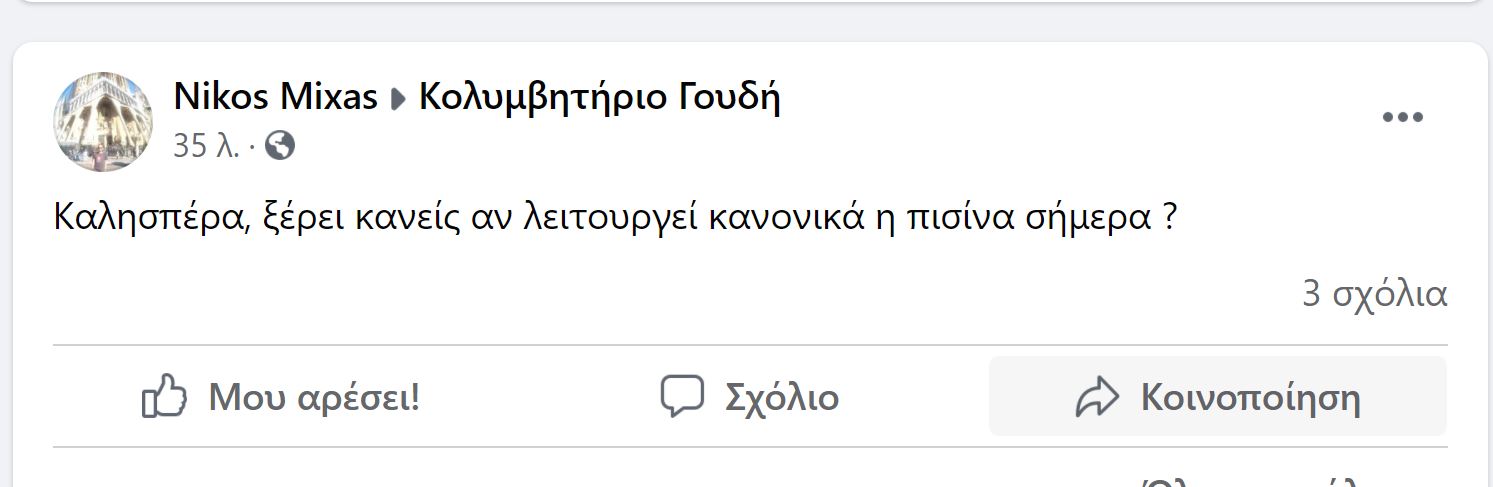 Nikos Mixas Κολυμβητήριο Γουδή
35 λ. ·
Καλησπέρα, ξέρει κανείς αν λειτουργεί κανονικά η πισίνα σήμερα ?
3 σχόλια
Μου αρέσει! Σχόλιο Κοινοποίηση